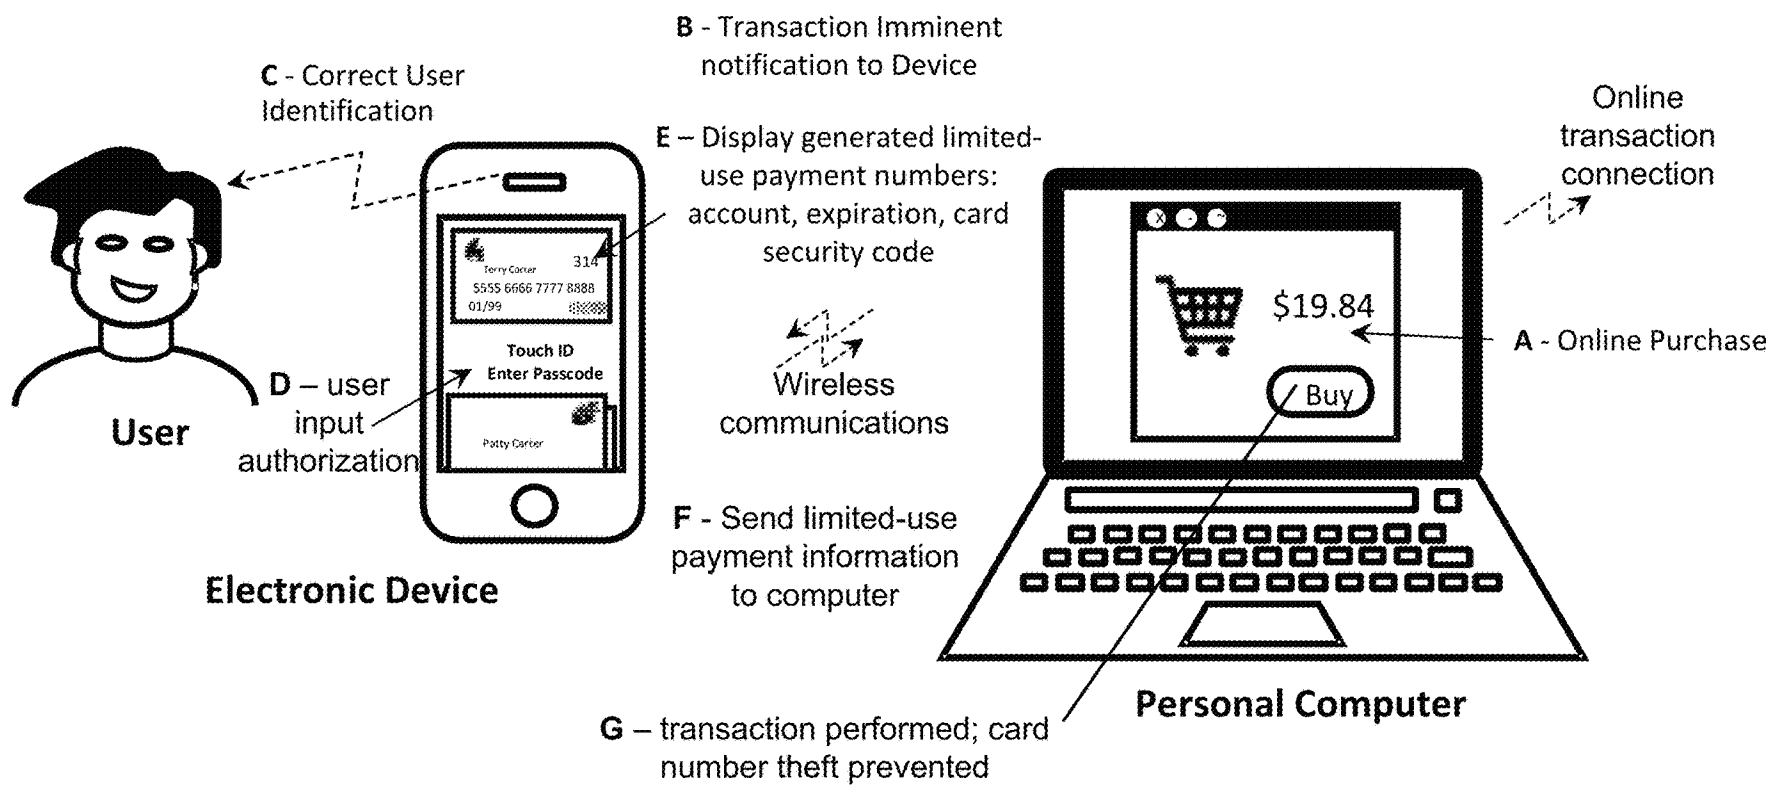 B - Transaction Imminent
notification to Device
C - Correct User
Identification
E – Display generated limited-
use payment numbers:
account, expiration, card
security code
Online
transaction
connection
X - ~
$19.84
Buy
A - Online Purchase
Terry Carter
314
5555 6666 7777 8888
01/99
Touch ID
Enter Passcode
Patty Carter
D – user
input
authorization
User
Wireless
communications
F - Send limited-use
payment information
to computer
Electronic Device
Personal Computer
G – transaction performed; card
number theft prevented